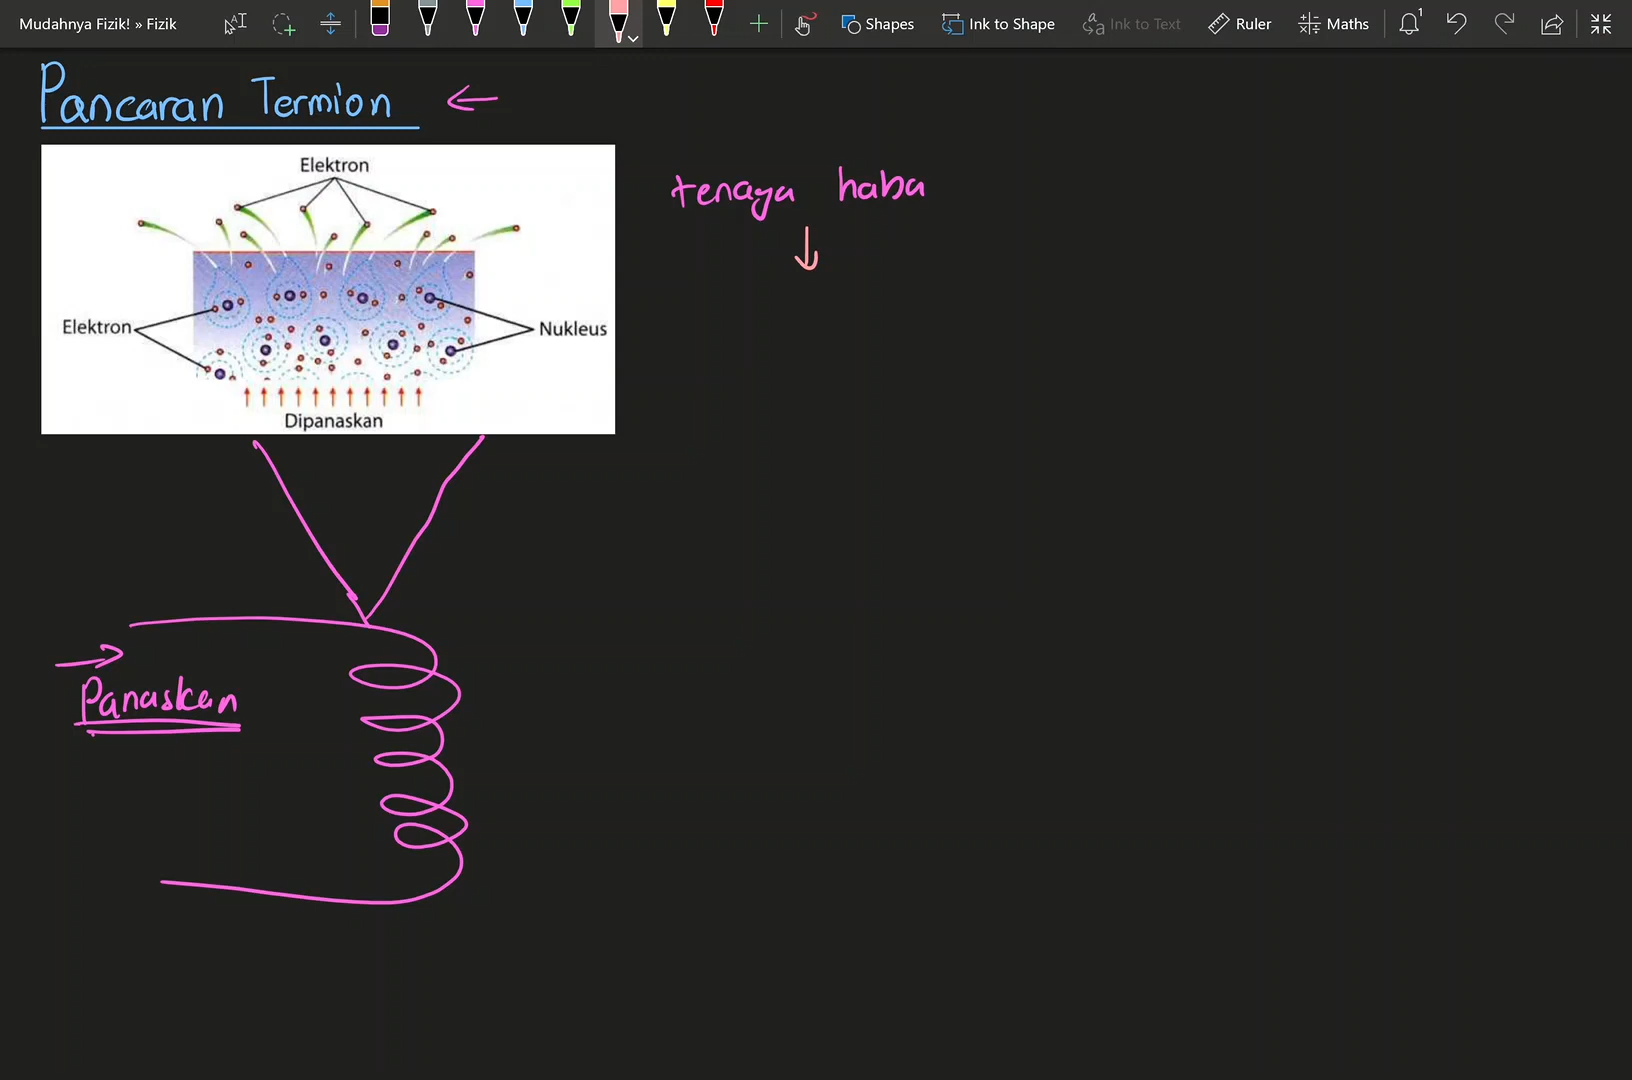 Mudahnya Fizik! » Fizik
Shapes
Ink to Shape
Ink to Text
Ruler
Maths
1
Pancaran Termion
Elektron
Elektron
Nukleus
Dipanaskan
tenaga haba
Panaskan